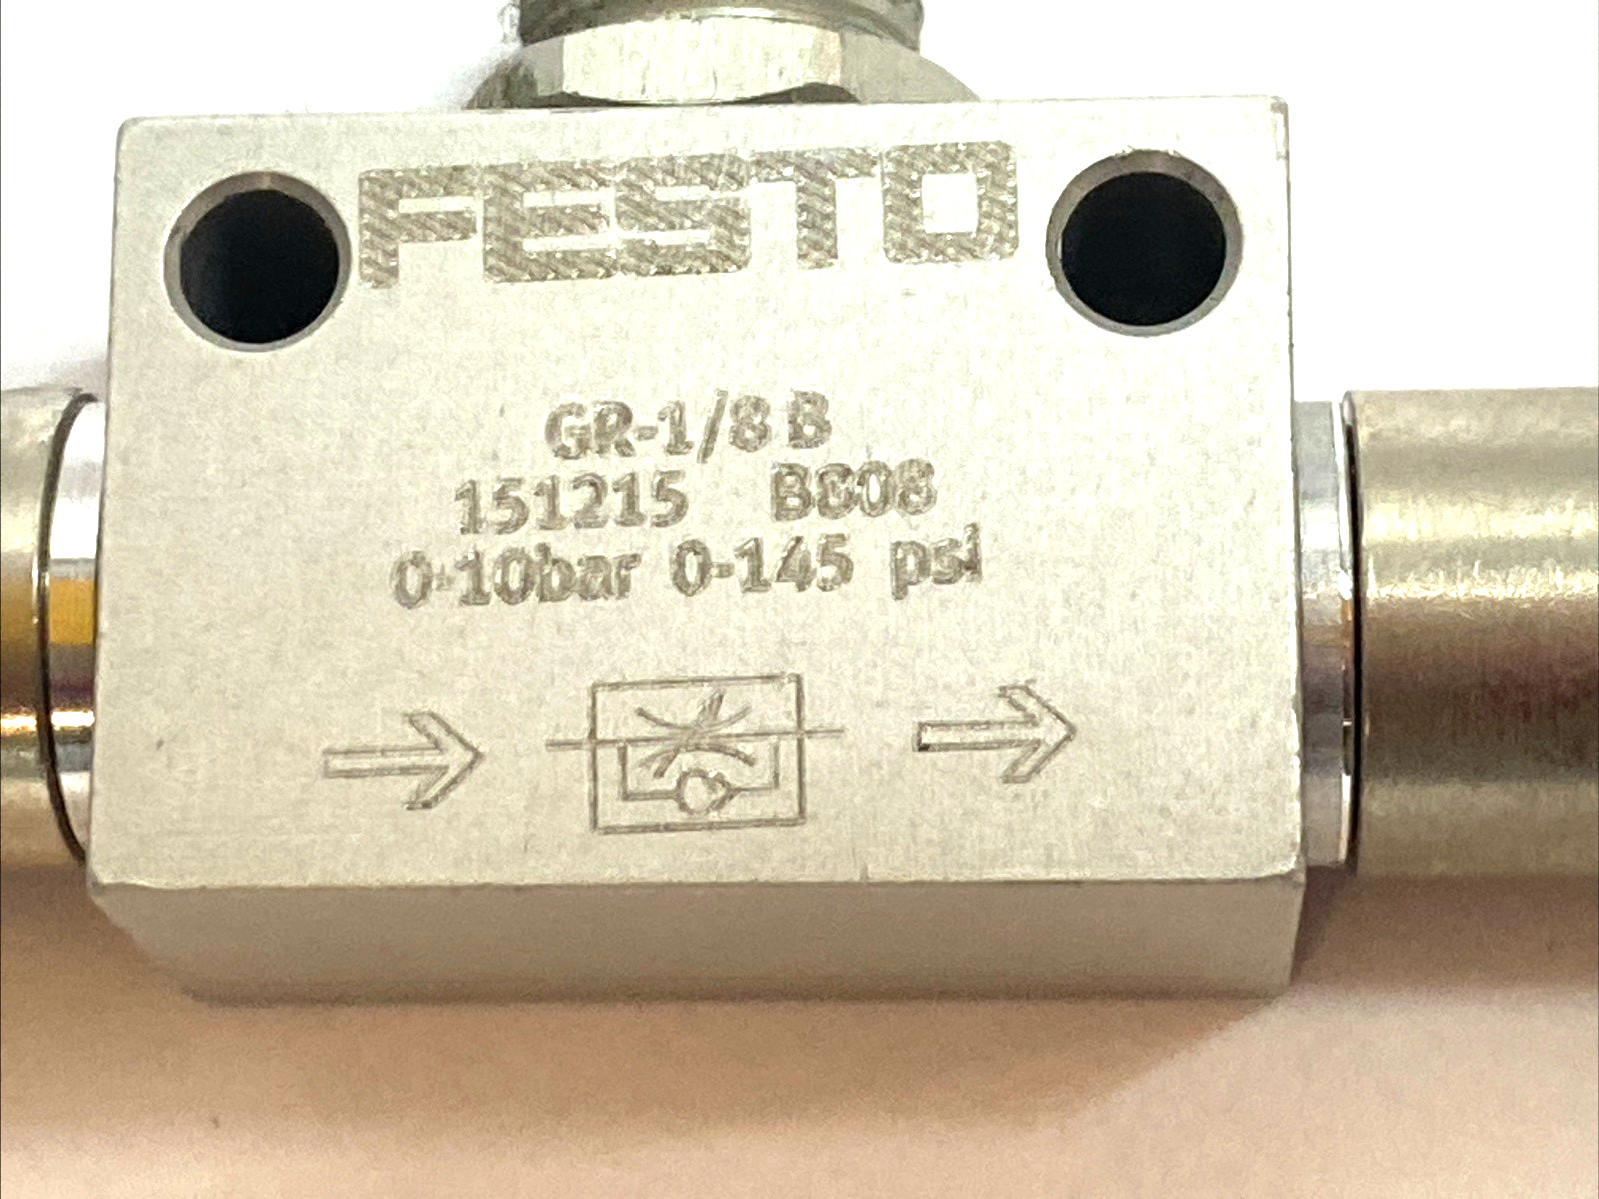 FESTO
GR-1/8 B
151215 B808
0-10bar 0-145 psi